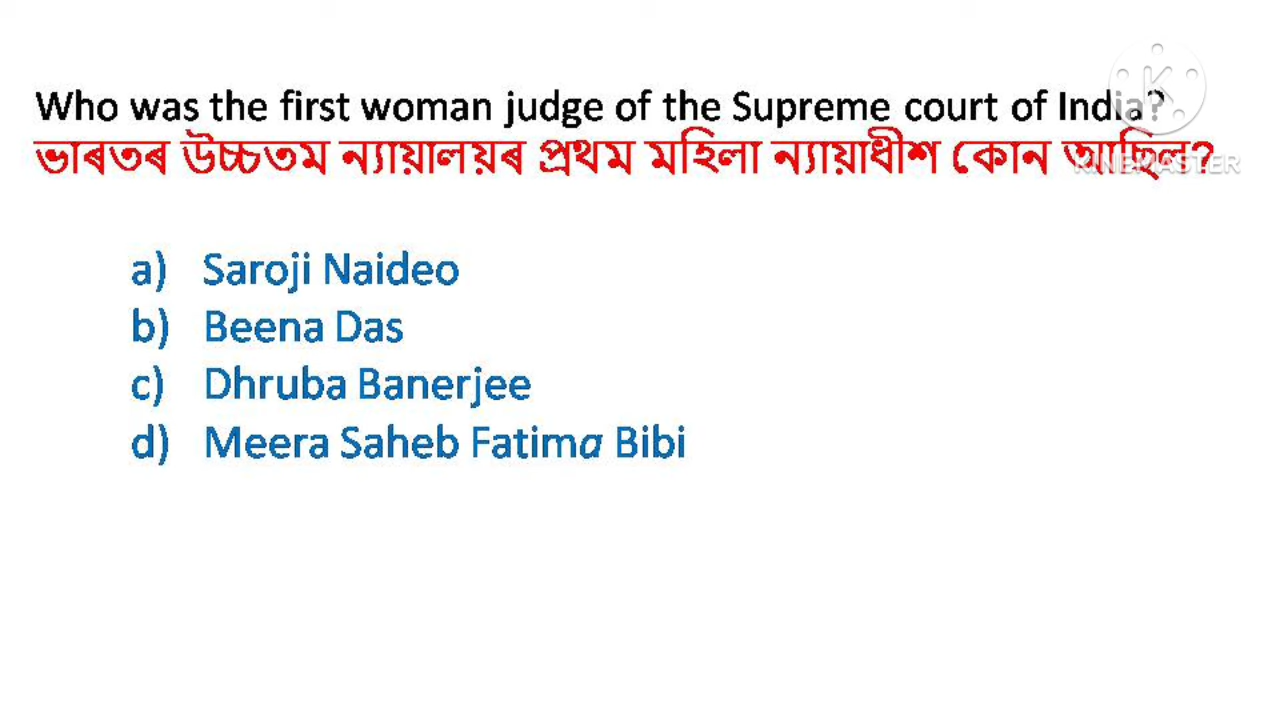 Who was the first woman judge of the Supreme court of India?
ভাৰতৰ উচ্চতম ন্যায়ালয়ৰ প্ৰথম মহিলা ন্যায়াধীশ কোন আছিল?
a) Saroji Naideo
b) Beena Das
c) Dhruba Banerjee
d) Meera Saheb Fatima Bibi
K
KINEMASTER